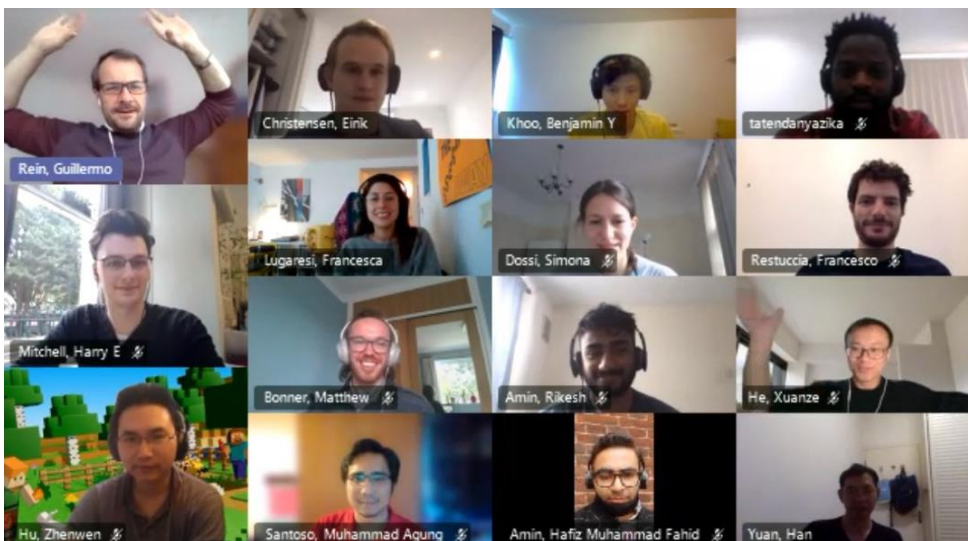 Rein, Guillermo
Christensen, Eirik
Khoo, Benjamin Y
tatendanyazika
Mitchell, Harry E
Lugaresi, Francesca
Dossi, Simona
Restuccia, Francesco
Bonner, Matthew
Amin, Rikesh
He, Xuanze
Hu, Zhenwen
Santoso, Muhammad Agung
Amin, Hafiz Muhammad Fahid
Yuan, Han